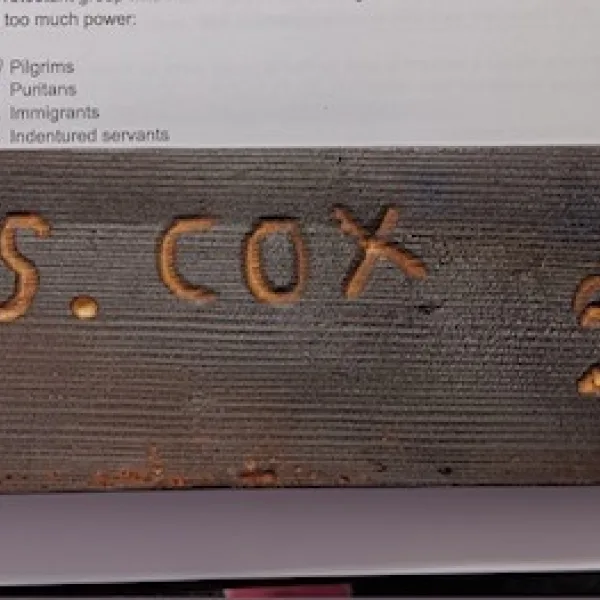 too much power:
Pilgrims
Puritans
Immigrants
Indentured servants
S. COX